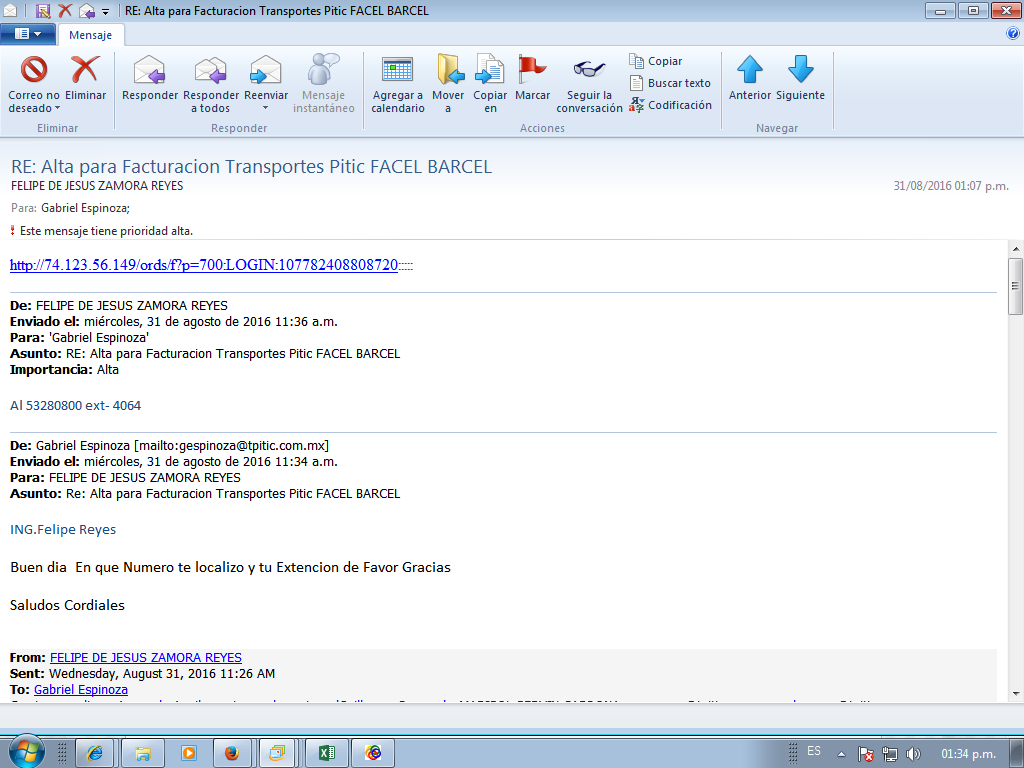 RE: Alta para Facturacion Transportes Pitic FACEL BARCEL
Mensaje
Correo no deseado
Eliminar
Responder
Responder a todos
Reenviar
Mensaje instantáneo
Agregar a calendario
Mover a
Copiar en
Marcar
Seguir la conversación
Copiar
Buscar texto
Codificación
Anterior
Siguiente
Eliminar
Responder
Acciones
Navegar
RE: Alta para Facturacion Transportes Pitic FACEL BARCEL
FELIPE DE JESUS ZAMORA REYES
31/08/2016 01:07 p.m.
Para: Gabriel Espinoza;
Este mensaje tiene prioridad alta.
http://74.123.56.149/ords/f?p=700:LOGIN:107782408808720:::::
De: FELIPE DE JESUS ZAMORA REYES
Enviado el: miércoles, 31 de agosto de 2016 11:36 a.m.
Para: 'Gabriel Espinoza'
Asunto: RE: Alta para Facturacion Transportes Pitic FACEL BARCEL
Importancia: Alta
Al 53280800 ext- 4064
De: Gabriel Espinoza [mailto:gespinoza@tpitic.com.mx]
Enviado el: miércoles, 31 de agosto de 2016 11:34 a.m.
Para: FELIPE DE JESUS ZAMORA REYES
Asunto: Re: Alta para Facturacion Transportes Pitic FACEL BARCEL
ING.Felipe Reyes
Buen dia  En que Numero te localizo y tu Extencion de Favor Gracias
Saludos Cordiales
From: FELIPE DE JESUS ZAMORA REYES
Sent: Wednesday, August 31, 2016 11:26 AM
To: Gabriel Espinoza
ES
01:34 p.m.